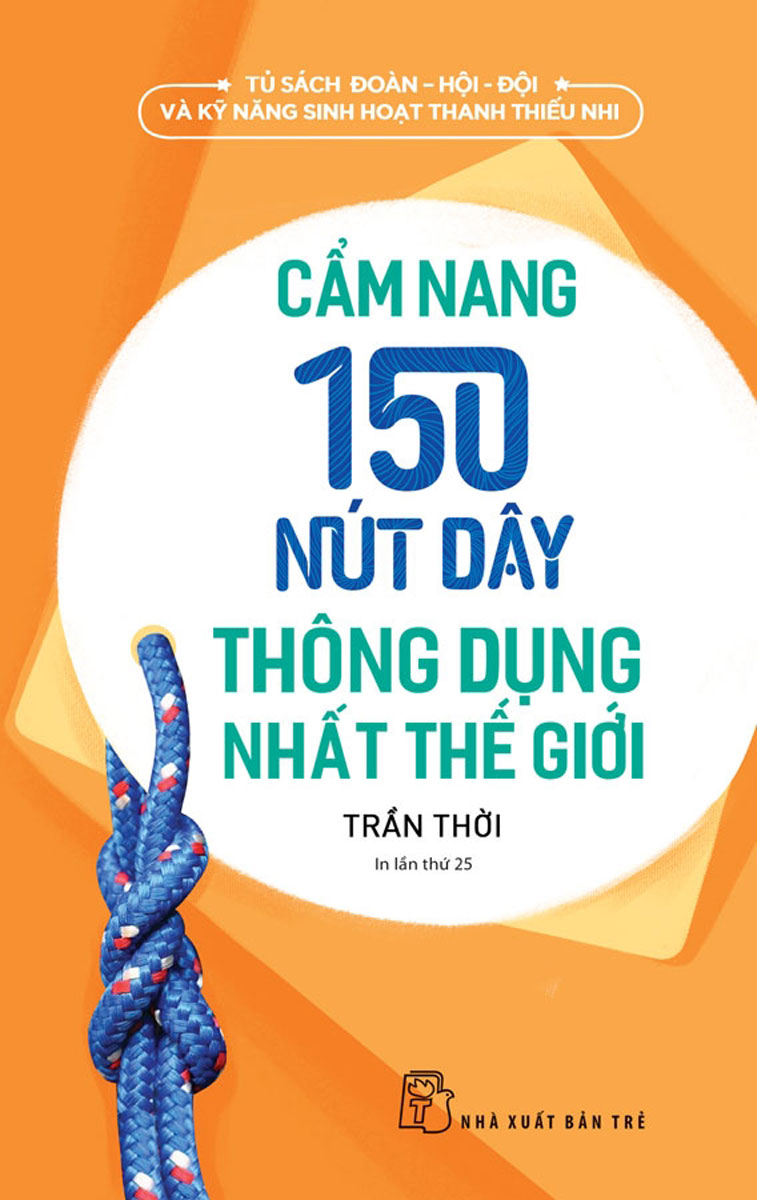 TỦ SÁCH ĐOÀN - HỘI - ĐỘI
VÀ KỸ NĂNG SINH HOẠT THANH THIẾU NHI
CẨM NANG
150
NÚT DÂY
THÔNG DỤNG
NHẤT THẾ GIỚI
TRẦN THỜI
In lần thứ 25
T
NHÀ XUẤT BẢN TRẺ